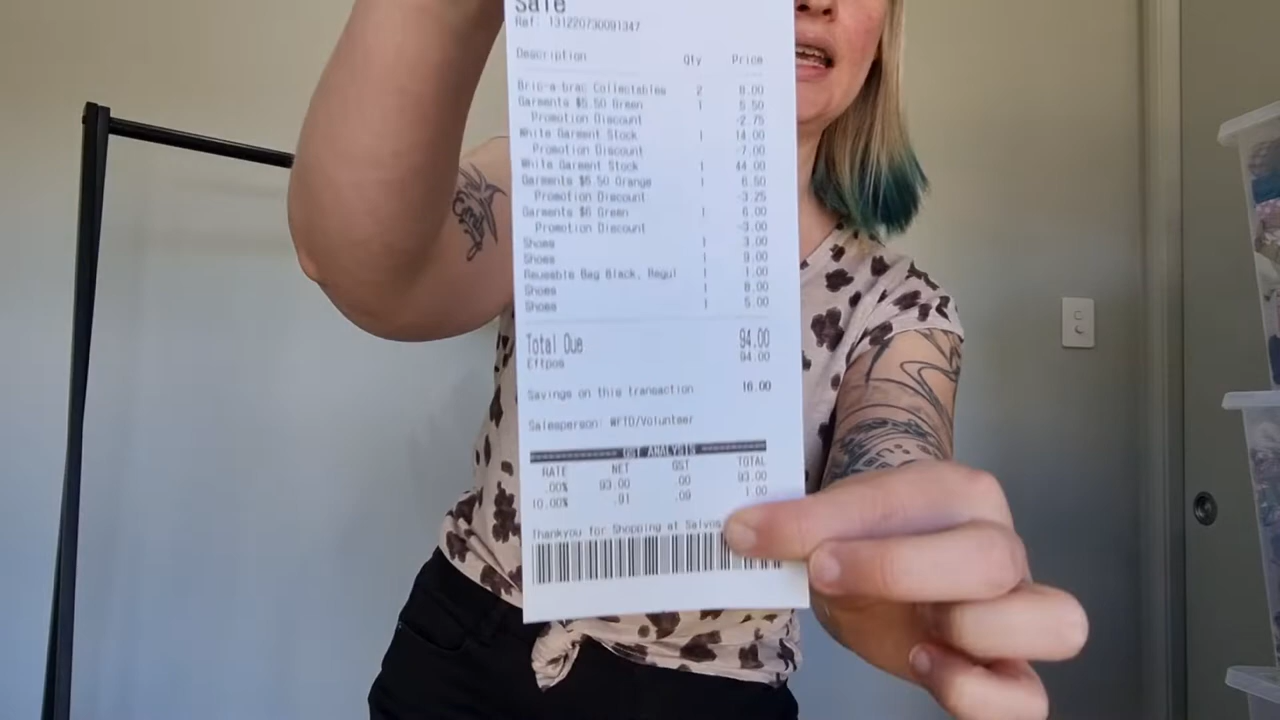 Sale
Ref: 131220730091347
Description Qty Price
Bric-a-brac Collectables 2 8.00
Garments $5.50 Green 1 5.50
Promotion Discount -2.75
White Garment Stock 1 14.00
Promotion Discount -7.00
White Garment Stock 1 44.00
Garments $6.50 Orange 1 6.50
Promotion Discount -3.25
Garments $6 Green 1 6.00
Promotion Discount -3.00
Shoes 1 3.00
Shoes 1 9.00
Reusable Bag Black, Regul 1 1.00
Shoes 1 8.00
Shoes 1 5.00
Total Due 94.00
Eftpos 94.00
Savings on this transaction 16.00
Salesperson: WFTD/Volunteer
GST ANALYSIS
RATE NET GST TOTAL
.00% 93.00 .00 93.00
10.00% .91 .09 1.00
Thankyou for Shopping at Salvos